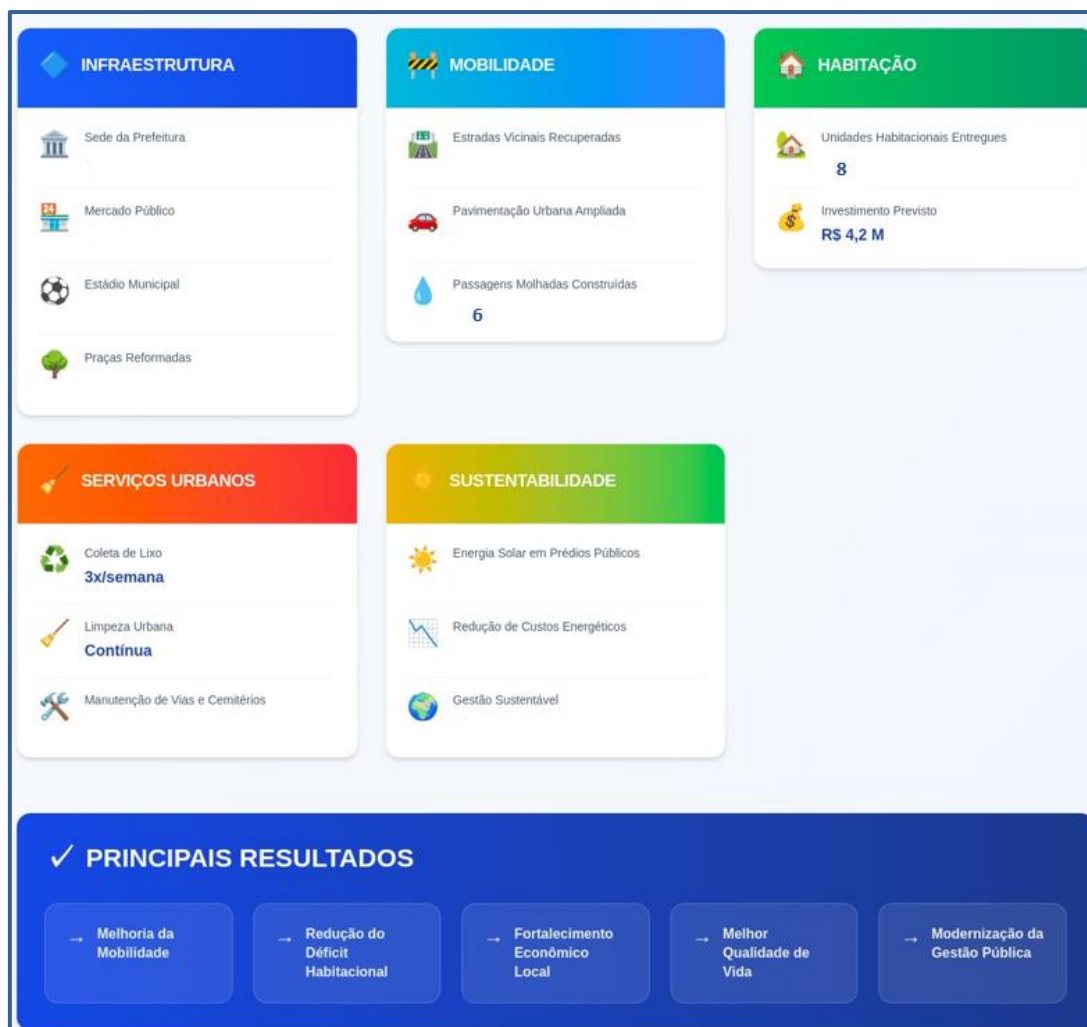 INFRAESTRUTURA
Sede da Prefeitura
Mercado Público
Estádio Municipal
Praças Reformadas
MOBILIDADE
Estradas Vicinais Recuperadas
Pavimentação Urbana Ampliada
Passagens Molhadas Construídas
6
HABITAÇÃO
Unidades Habitacionais Entregues
8
Investimento Previsto
R$ 4,2 M
SERVIÇOS URBANOS
Coleta de Lixo
3x/semana
Limpeza Urbana
Contínua
Manutenção de Vias e Cemitérios
SUSTENTABILIDADE
Energia Solar em Prédios Públicos
Redução de Custos Energéticos
Gestão Sustentável
✓ PRINCIPAIS RESULTADOS
→ Melhoria da
Mobilidade
→ Redução do
Déficit
Habitacional
→ Fortalecimento
Econômico
Local
→ Melhor
Qualidade de
Vida
→ Modernização da
Gestão Pública